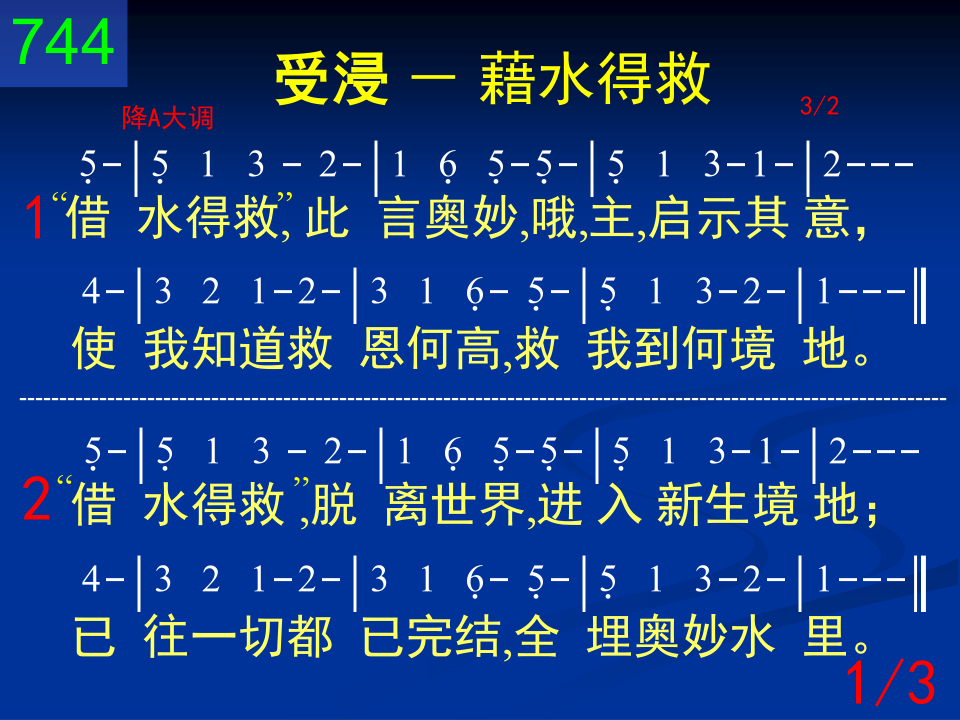 744
受浸 － 藉水得救
降A大调
3/2
5̣-|5̣ 1 3 - 2-|1 6̣ 5̣-5̣-|5̣ 1 3-1-|2---
1“借 水得救”, 此 言奥妙,哦,主,启示其 意，
4-|3 2 1-2-|3 1 6̣- 5̣-|5̣ 1 3-2-|1---‖
使 我知道救 恩何高,救 我到何境 地。
5̣-|5̣ 1 3 - 2-|1 6̣ 5̣-5̣-|5̣ 1 3-1-|2---
2“借 水得救”,脱 离世界,进 入 新生境 地；
4-|3 2 1-2-|3 1 6̣- 5̣-|5̣ 1 3-2-|1---‖
已 往一切都 已完结,全 埋奥妙水 里。
1/3